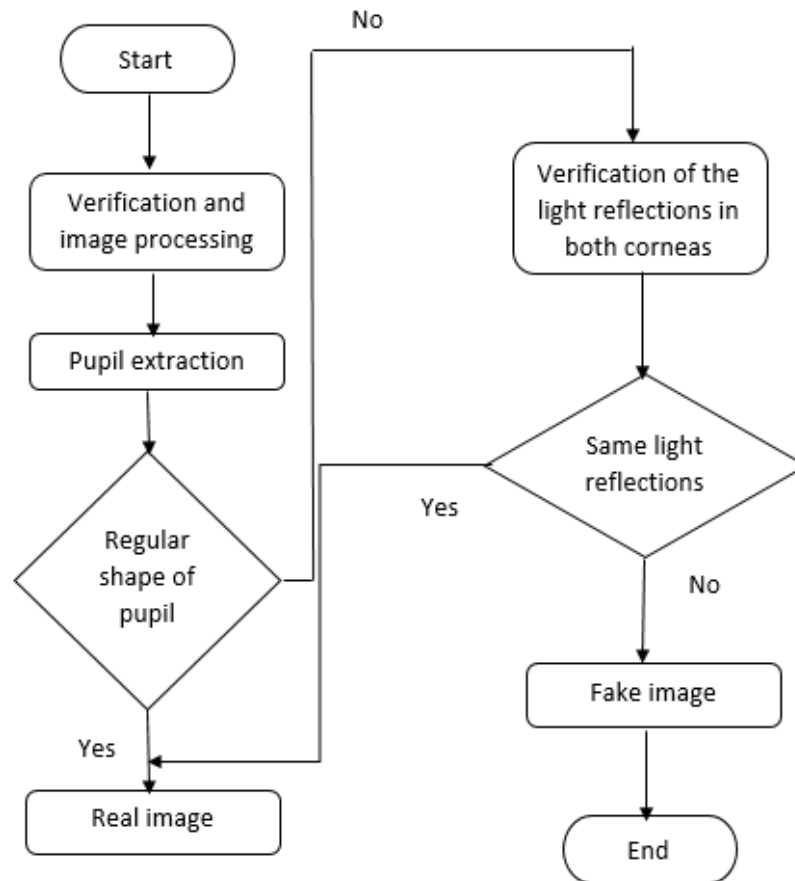 Start
Verification and
image processing
Pupil extraction
Regular
shape of
pupil
Yes
Real image
No
Verification of the
light reflections in
both corneas
Same light
reflections
Yes
No
Fake image
End